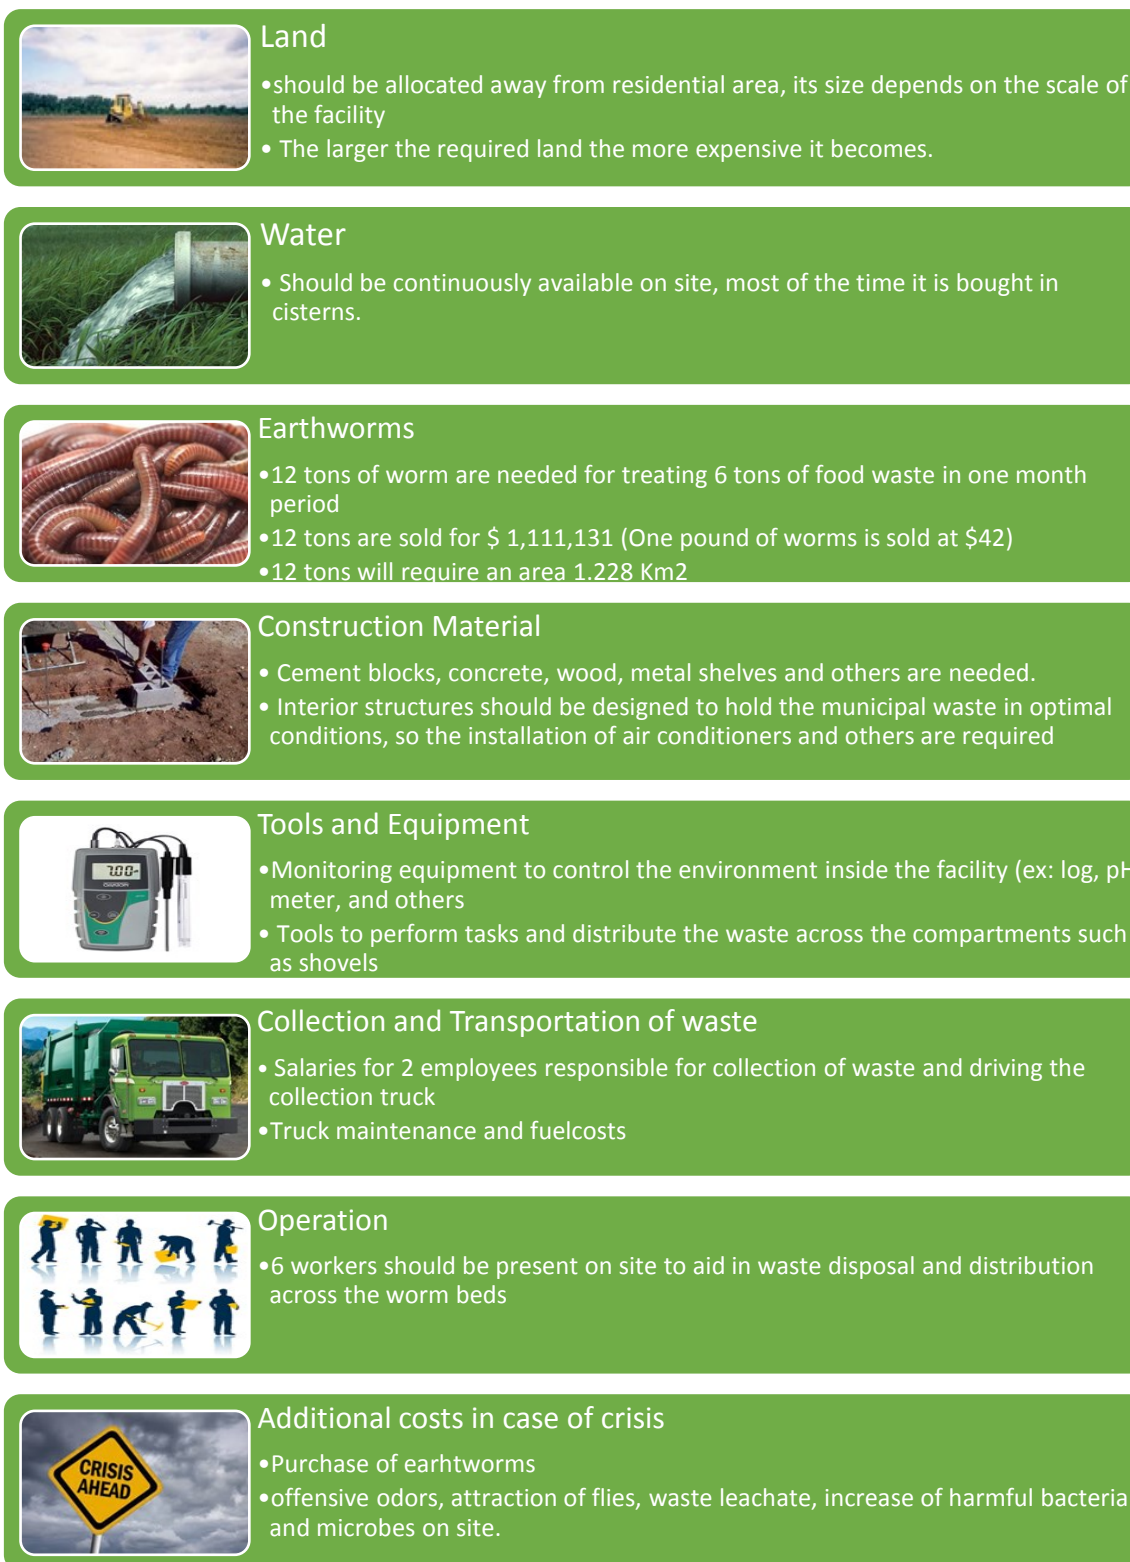 Land
•should be allocated away from residential area, its size depends on the scale of
the facility
• The larger the required land the more expensive it becomes.
Water
• Should be continuously available on site, most of the time it is bought in
cisterns.
Earthworms
•12 tons of worm are needed for treating 6 tons of food waste in one month
period
•12 tons are sold for $ 1,111,131 (One pound of worms is sold at $42)
•12 tons will require an area 1.228 Km2
Construction Material
• Cement blocks, concrete, wood, metal shelves and others are needed.
• Interior structures should be designed to hold the municipal waste in optimal
conditions, so the installation of air conditioners and others are required
Tools and Equipment
7.00
•Monitoring equipment to control the environment inside the facility (ex: log, pH
meter, and others
• Tools to perform tasks and distribute the waste across the compartments such
as shovels
Collection and Transportation of waste
• Salaries for 2 employees responsible for collection of waste and driving the
collection truck
•Truck maintenance and fuelcosts
Operation
•6 workers should be present on site to aid in waste disposal and distribution
across the worm beds
Additional costs in case of crisis
CRISIS
AHEAD
•Purchase of earhtworms
•offensive odors, attraction of flies, waste leachate, increase of harmful bacteria
and microbes on site.